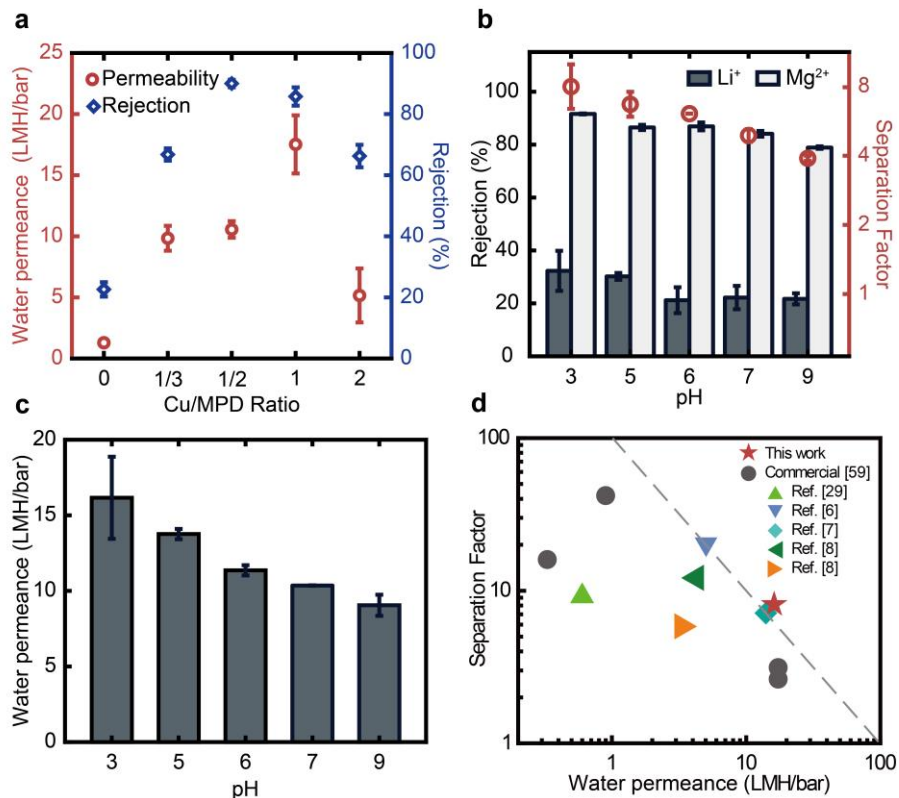 a
25
20
15
10
5
0
Water permeance (LMH/bar)
Permeability
Rejection
100
80
60
40
20
0
Rejection (%)
0 1/3 1/2 1 2
Cu/MPD Ratio
b
100
80
60
40
20
0
Rejection (%)
Li⁺ Mg²⁺
8
4
2
1
Separation Factor
3 5 6 7 9
pH
c
20
15
10
5
0
Water permeance (LMH/bar)
3 5 6 7 9
pH
d
100
10
1
Separation Factor
This work
Commercial [59]
Ref. [29]
Ref. [6]
Ref. [7]
Ref. [8]
Ref. [8]
1 10 100
Water permeance (LMH/bar)